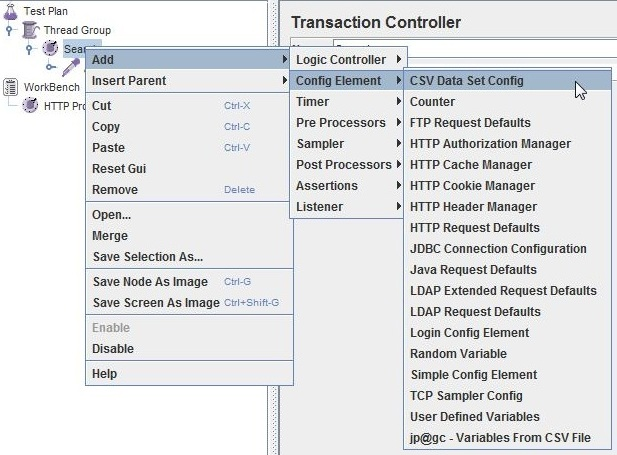 Test Plan
Thread Group
WorkBench
HTTP
Transaction Controller
Add
Insert Parent
Cut Ctrl-X
Copy Ctrl-C
Paste Ctrl-V
Reset Gui
Remove Delete
Open...
Merge
Save Selection As...
Save Node As Image Ctrl-G
Save Screen As Image Ctrl+Shift-G
Enable
Disable
Help
Logic Controller
Config Element
Timer
Pre Processors
Sampler
Post Processors
Assertions
Listener
CSV Data Set Config
Counter
FTP Request Defaults
HTTP Authorization Manager
HTTP Cache Manager
HTTP Cookie Manager
HTTP Header Manager
HTTP Request Defaults
JDBC Connection Configuration
Java Request Defaults
LDAP Extended Request Defaults
LDAP Request Defaults
Login Config Element
Random Variable
Simple Config Element
TCP Sampler Config
User Defined Variables
jp@gc - Variables From CSV File